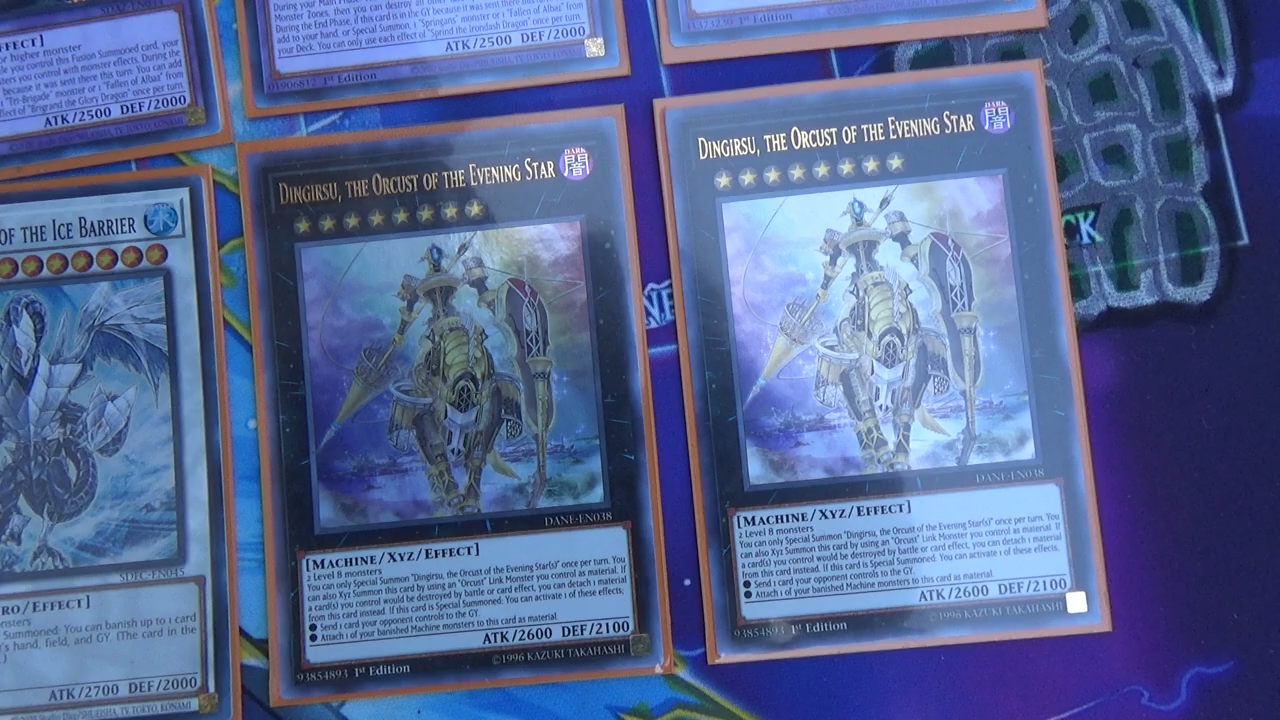 EFFECT]
or higher monster
le you control this Fusion Summoned card, your
sters you control with monster effects. During the
because it was sent there this turn: You can add
"Tri-Brigade" monster or 1 "Fallen of Albaz" from
fect of "Brigrand the Glory Dragon" once per turn.
ATK/2500 DEF/2000
During your Main Phase
Monster Zones, then you can destroy all other
During the End Phase, if this card is in the GY because it was sent there this turn:
add to your hand, or Special Summon, 1 "Springans" monster or 1 "Fallen of Albaz" from
your Deck. You can only use each effect of "Sprind the Irondash Dragon" once per turn.
ATK/2500 DEF/2000
01906812 1st Edition
1st Edition
OF THE ICE BARRIER
SDFC-EN045
RO/EFFECT]
nsters
Summoned: You can banish up to 1 card
's hand, field, and GY. (The card in the
.)
ATK/2700 DEF/2000
DINGIRSU, THE ORCUST OF THE EVENING STAR
DARK
闇
DANE-EN038
[MACHINE/XYZ/EFFECT]
2 Level 8 monsters
You can only Special Summon "Dingirsu, the Orcust of the Evening Star(s)" once per turn. You
can also Xyz Summon this card by using an "Orcust" Link Monster you control as material. If
a card(s) you control would be destroyed by battle or card effect, you can detach 1 material
from this card instead. If this card is Special Summoned: You can activate 1 of these effects;
● Send 1 card your opponent controls to the GY.
● Attach 1 of your banished Machine monsters to this card as material.
ATK/2600 DEF/2100
93854893 1st Edition
©1996 KAZUKI TAKAHASHI
DINGIRSU, THE ORCUST OF THE EVENING STAR
DARK
闇
DANE-EN038
[MACHINE/XYZ/EFFECT]
2 Level 8 monsters
You can only Special Summon "Dingirsu, the Orcust of the Evening Star(s)" once per turn. You
can also Xyz Summon this card by using an "Orcust" Link Monster you control as material. If
a card(s) you control would be destroyed by battle or card effect, you can detach 1 material
from this card instead. If this card is Special Summoned: You can activate 1 of these effects;
● Send 1 card your opponent controls to the GY.
● Attach 1 of your banished Machine monsters to this card as material.
ATK/2600 DEF/2100
93854893 1st Edition
©1996 KAZUKI TAKAHASHI